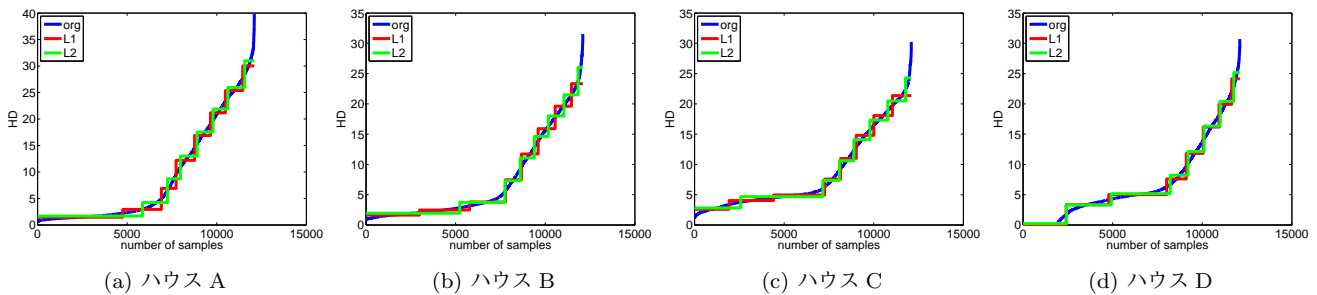 40
35
30
25
20
15
10
5
0
HD
org
L1
L2
0 5000 10000 15000
number of samples
(a) ハウス A
35
30
25
20
15
10
5
0
HD
org
L1
L2
0 5000 10000 15000
number of samples
(b) ハウス B
35
30
25
20
15
10
5
0
HD
org
L1
L2
0 5000 10000 15000
number of samples
(c) ハウス C
35
30
25
20
15
10
5
0
HD
org
L1
L2
0 5000 10000 15000
number of samples
(d) ハウス D